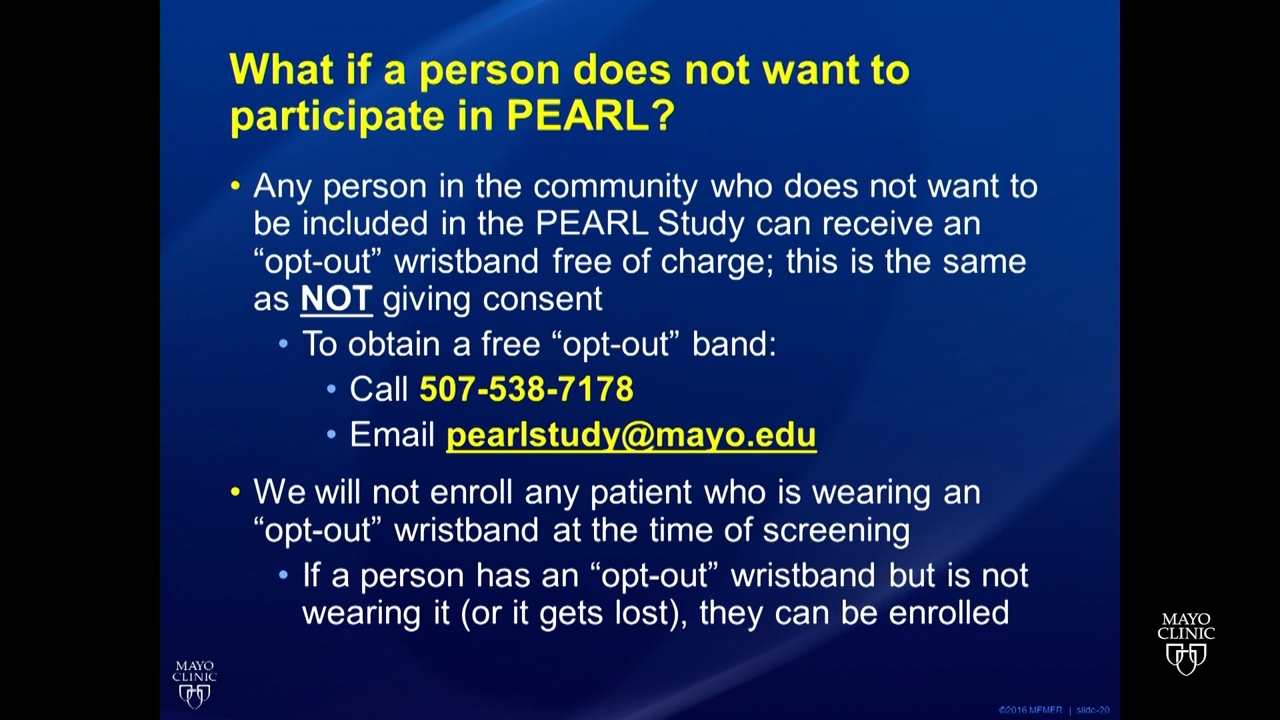 What if a person does not want to
participate in PEARL?
• Any person in the community who does not want to
be included in the PEARL Study can receive an
“opt-out” wristband free of charge; this is the same
as NOT giving consent
• To obtain a free “opt-out” band:
• Call 507-538-7178
• Email pearlstudy@mayo.edu
• We will not enroll any patient who is wearing an
“opt-out” wristband at the time of screening
• If a person has an “opt-out” wristband but is not
wearing it (or it gets lost), they can be enrolled
MAYO
CLINIC
MAYO
CLINIC
©2016 MFMER | slide-20